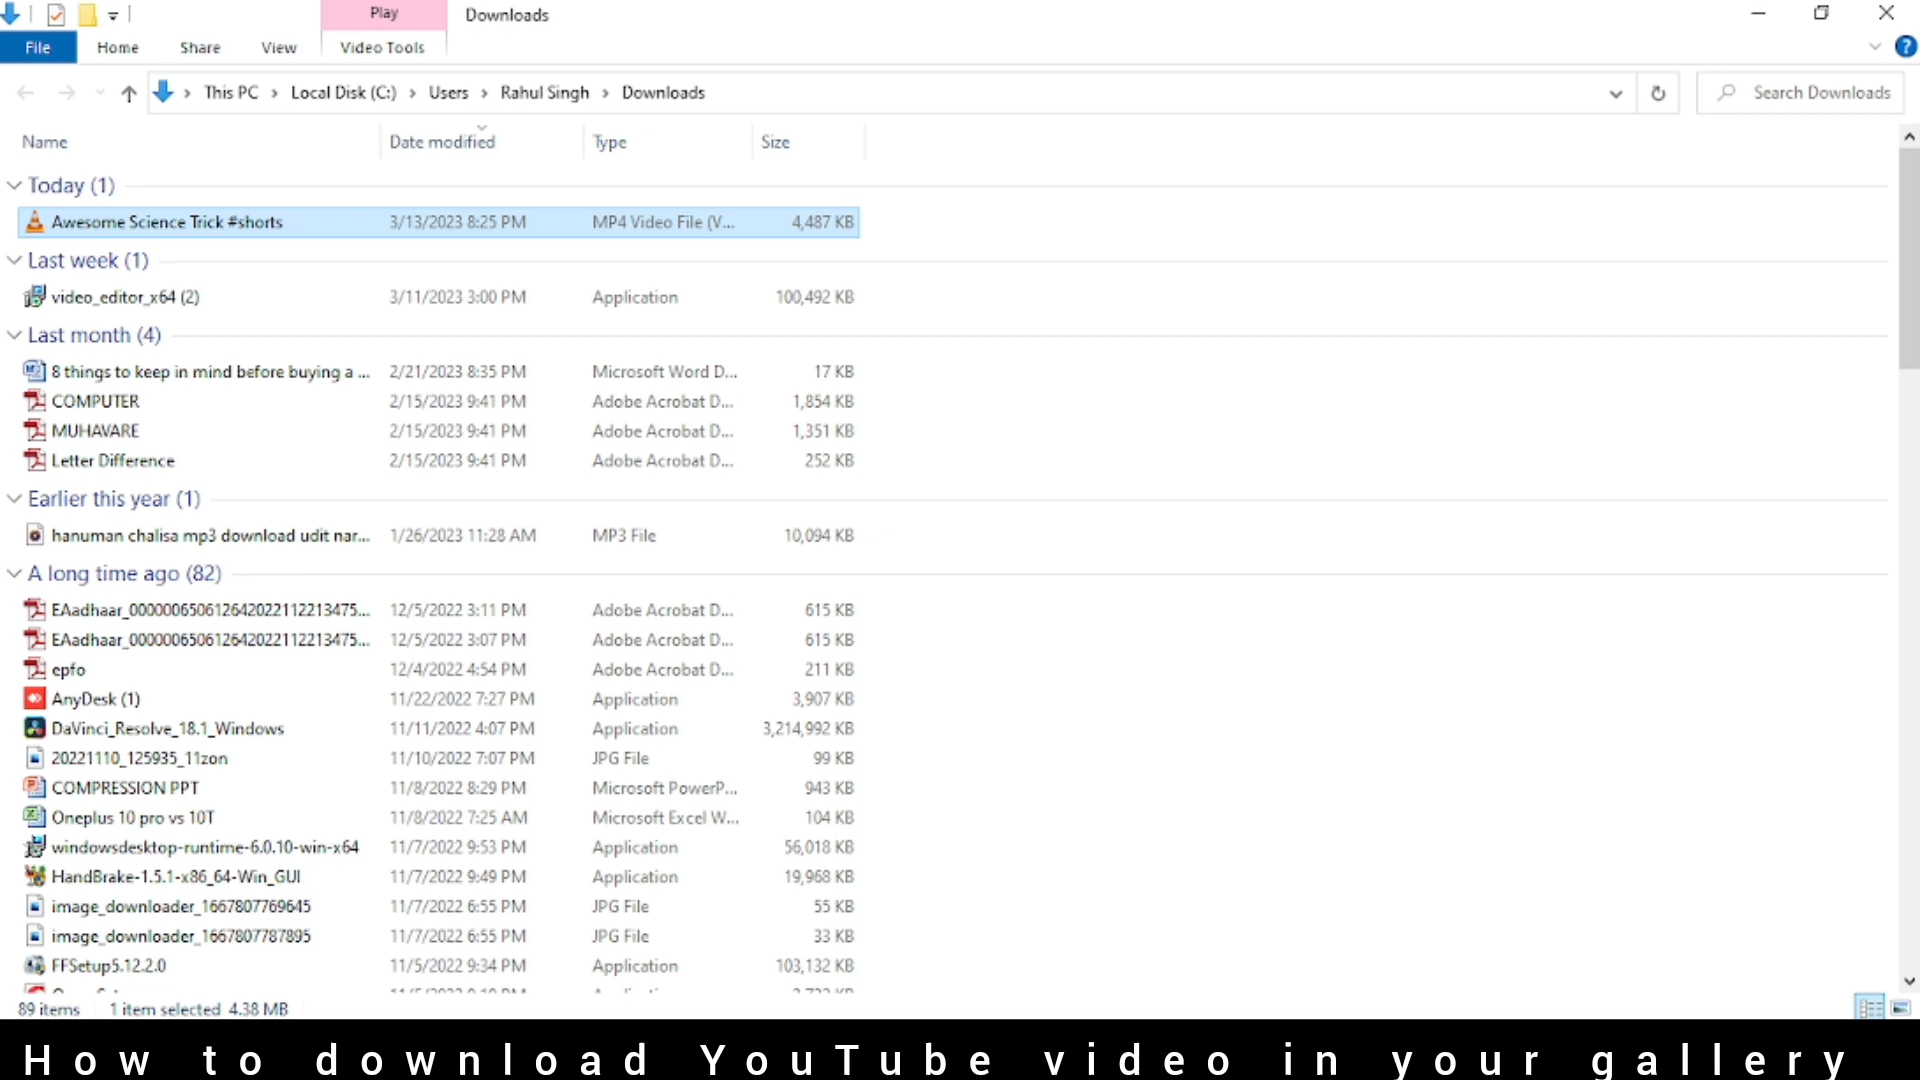 Play Downloads
File Home Share View Video Tools
This PC > Local Disk (C:) > Users > Rahul Singh > Downloads Search Downloads
Name Date modified Type Size
Today (1)
Awesome Science Trick #shorts 3/13/2023 8:25 PM MP4 Video File (V... 4,487 KB
Last week (1)
video_editor_x64 (2) 3/11/2023 3:00 PM Application 100,492 KB
Last month (4)
8 things to keep in mind before buying a ... 2/21/2023 8:35 PM Microsoft Word D... 17 KB
COMPUTER 2/15/2023 9:41 PM Adobe Acrobat D... 1,854 KB
MUHAVARE 2/15/2023 9:41 PM Adobe Acrobat D... 1,351 KB
Letter Difference 2/15/2023 9:41 PM Adobe Acrobat D... 252 KB
Earlier this year (1)
hanuman chalisa mp3 download udit nar... 1/26/2023 11:28 AM MP3 File 10,094 KB
A long time ago (82)
EAadhaar_000000650612642022112213475... 12/5/2022 3:11 PM Adobe Acrobat D... 615 KB
EAadhaar_000000650612642022112213475... 12/5/2022 3:07 PM Adobe Acrobat D... 615 KB
epfo 12/4/2022 4:54 PM Adobe Acrobat D... 211 KB
AnyDesk (1) 11/22/2022 7:27 PM Application 3,907 KB
DaVinci_Resolve_18.1_Windows 11/11/2022 4:07 PM Application 3,214,992 KB
20221110_125935_11zon 11/10/2022 7:07 PM JPG File 99 KB
COMPRESSION PPT 11/8/2022 8:29 PM Microsoft PowerP... 943 KB
Oneplus 10 pro vs 10T 11/8/2022 7:25 AM Microsoft Excel W... 104 KB
windowsdesktop-runtime-6.0.10-win-x64 11/7/2022 9:53 PM Application 56,018 KB
HandBrake-1.5.1-x86_64-Win_GUI 11/7/2022 9:49 PM Application 19,968 KB
image_downloader_1667807769645 11/7/2022 6:55 PM JPG File 55 KB
image_downloader_1667807787895 11/7/2022 6:55 PM JPG File 33 KB
FFSetup5.12.2.0 11/5/2022 9:34 PM Application 103,132 KB
89 items 1 item selected 4.38 MB
How to download YouTube video in your gallery